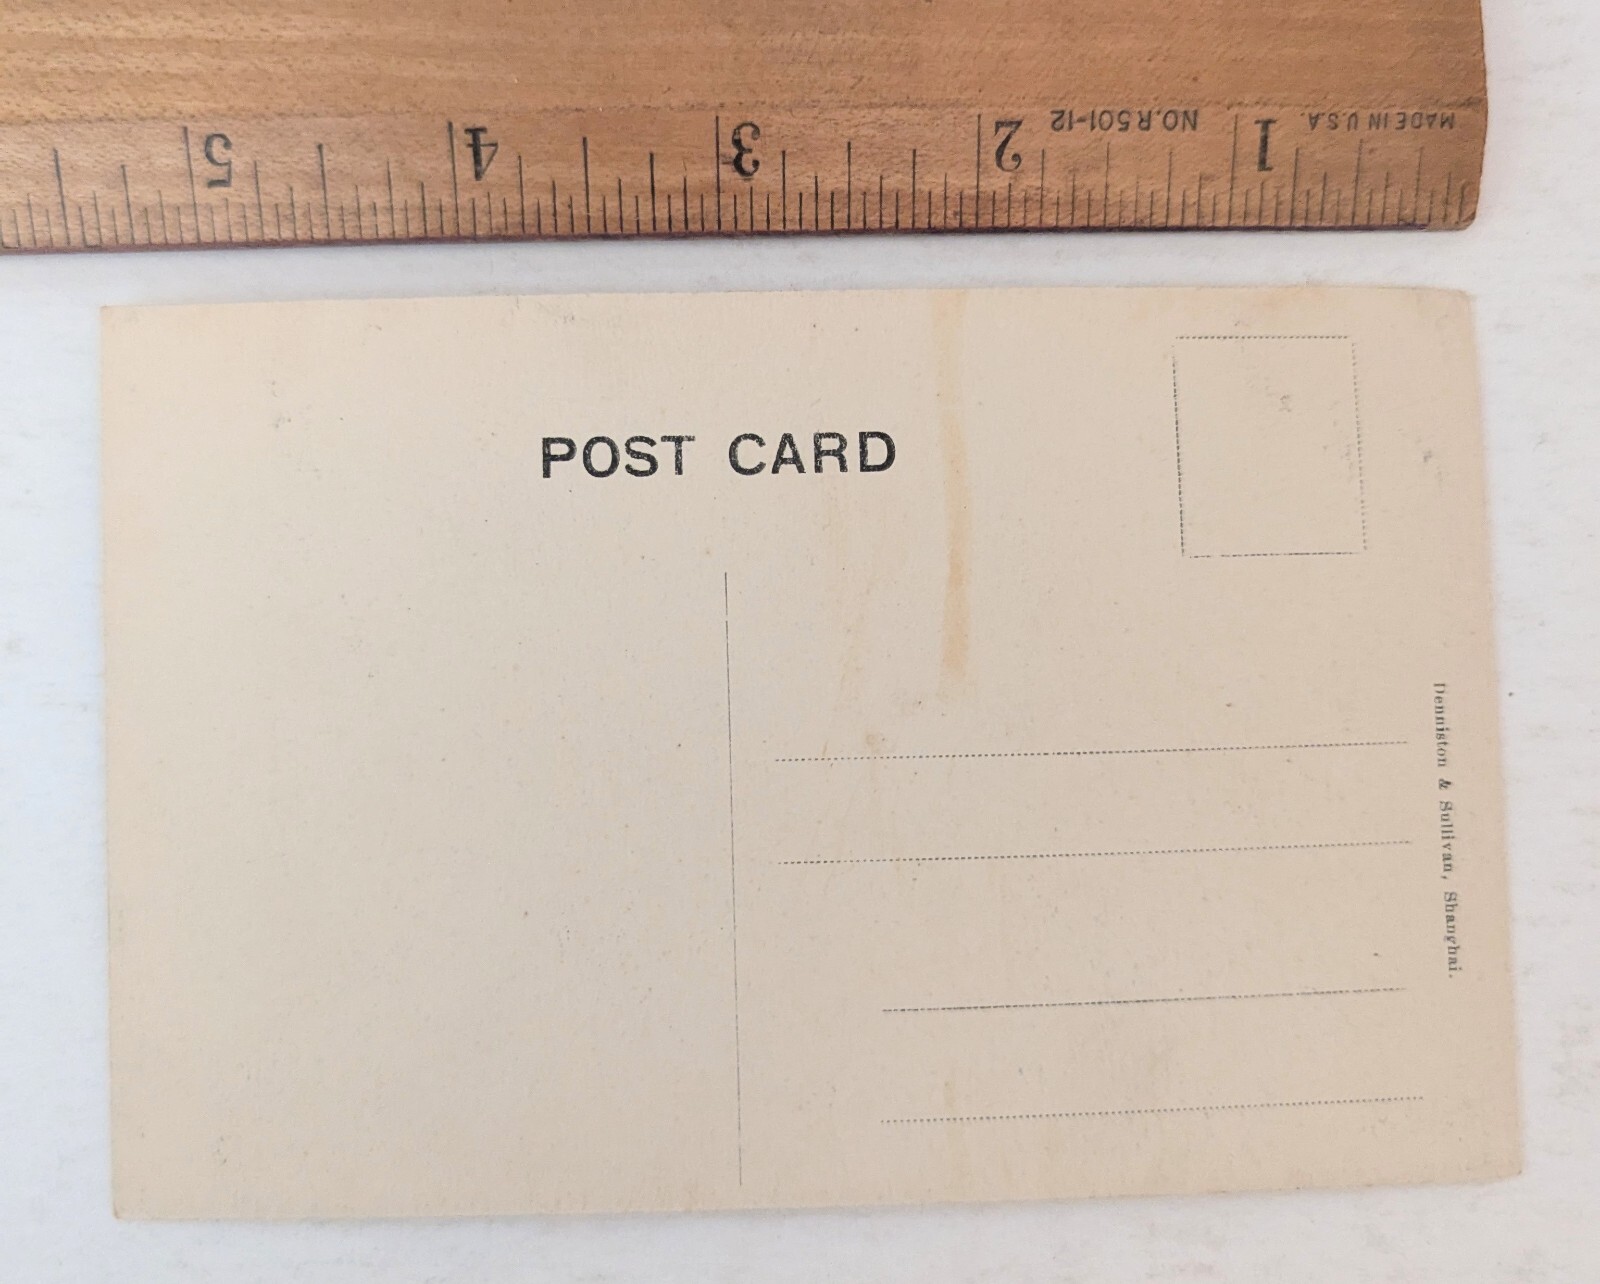 MADE IN U.S.A.
NO.R501-12
1 2 3 4 5
POST CARD
Denniston & Sullivan, Shanghai.